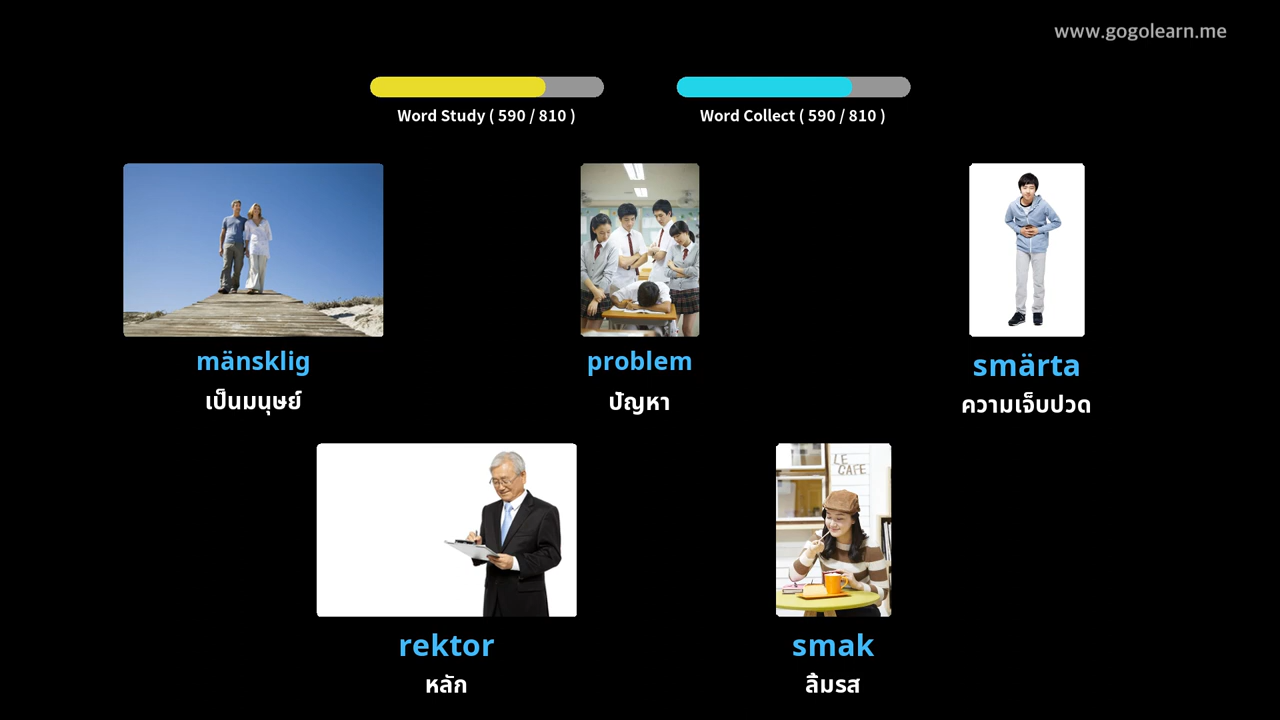 www.gogolearn.me
Word Study ( 590 / 810 )
Word Collect ( 590 / 810 )
mänsklig
เป็นมนุษย์
problem
ปัญหา
smärta
ความเจ็บปวด
LE
CAFE
rektor
หลัก
smak
ลิ้มรส